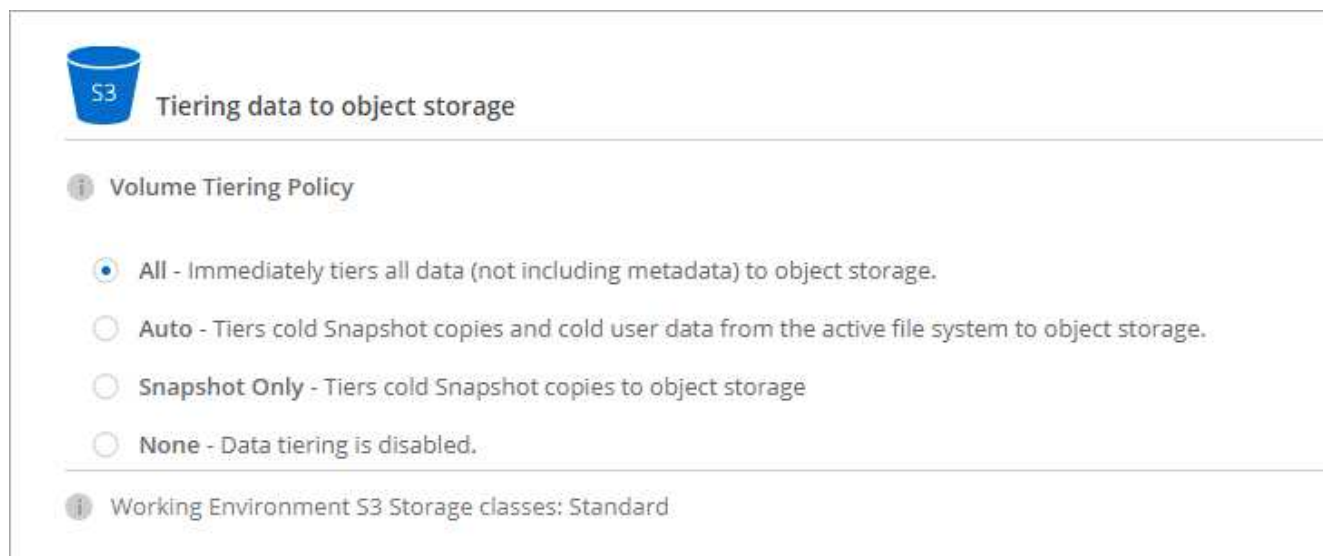 S3
Tiering data to object storage
Volume Tiering Policy
All - Immediately tiers all data (not including metadata) to object storage.
Auto - Tiers cold Snapshot copies and cold user data from the active file system to object storage.
Snapshot Only - Tiers cold Snapshot copies to object storage
None - Data tiering is disabled.
Working Environment S3 Storage classes: Standard